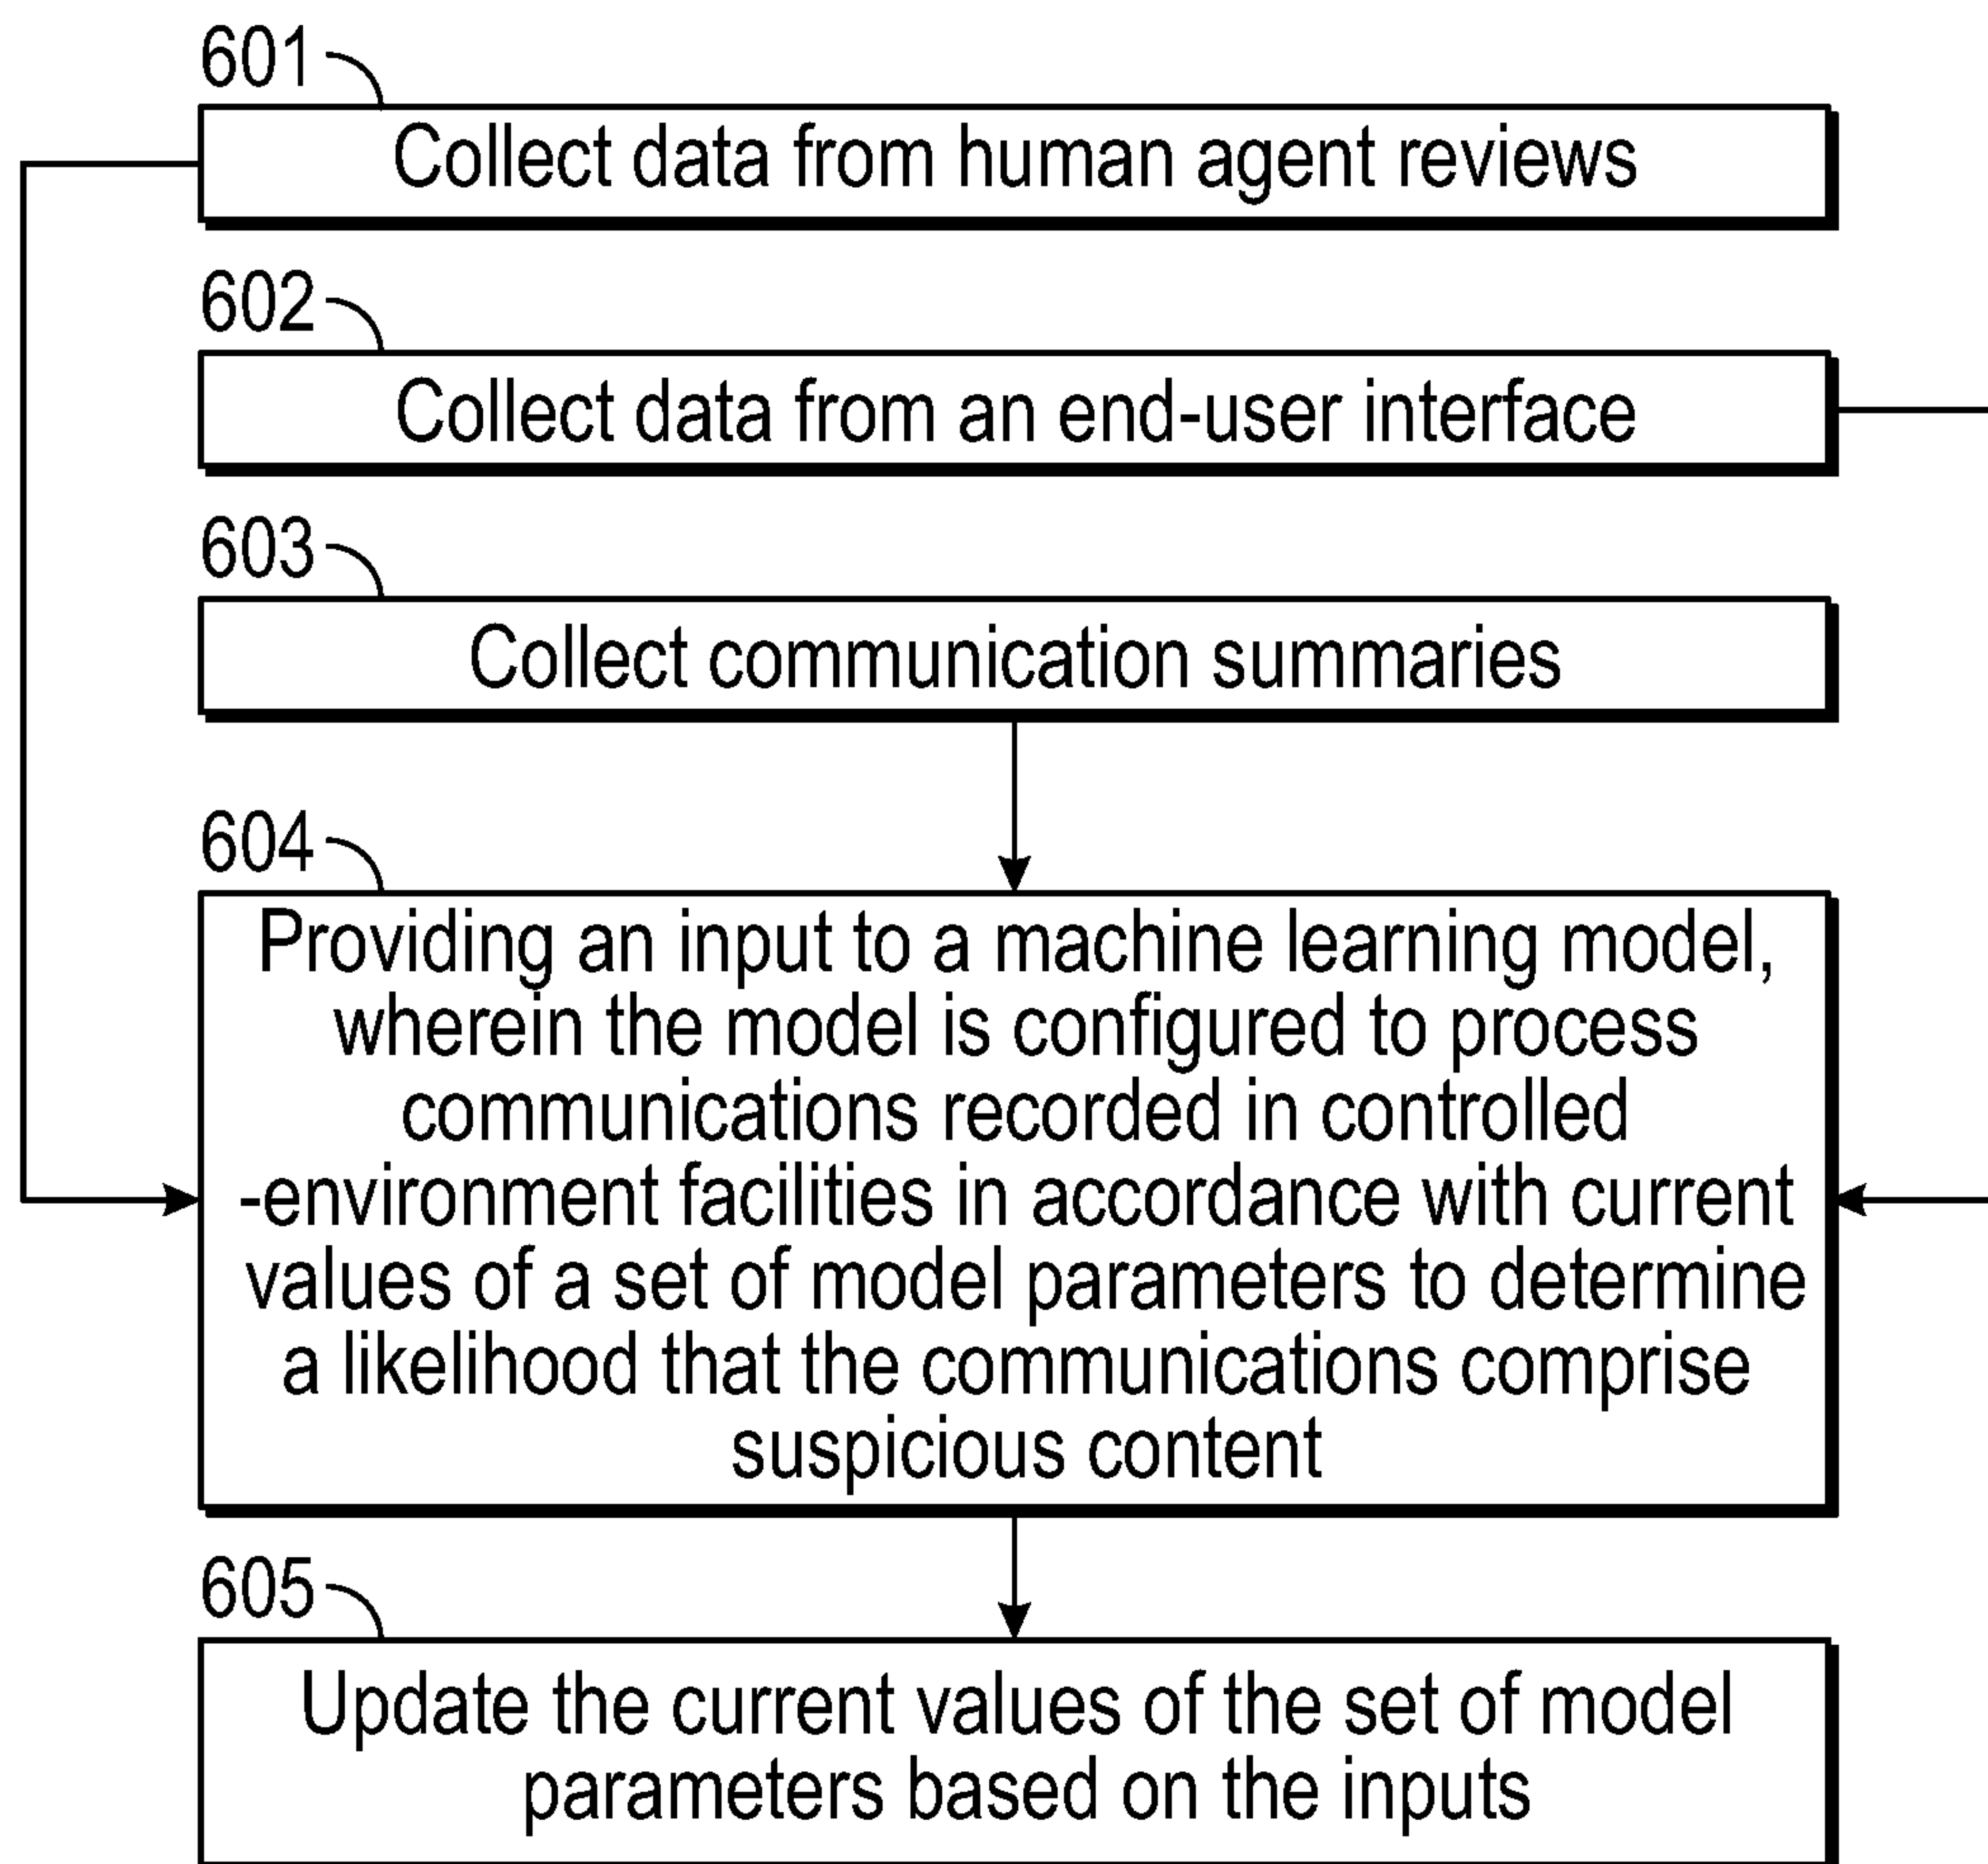 601
Collect data from human agent reviews
602
Collect data from an end-user interface
603
Collect communication summaries
604
Providing an input to a machine learning model,
wherein the model is configured to process
communications recorded in controlled
-environment facilities in accordance with current
values of a set of model parameters to determine
a likelihood that the communications comprise
suspicious content
605
Update the current values of the set of model
parameters based on the inputs